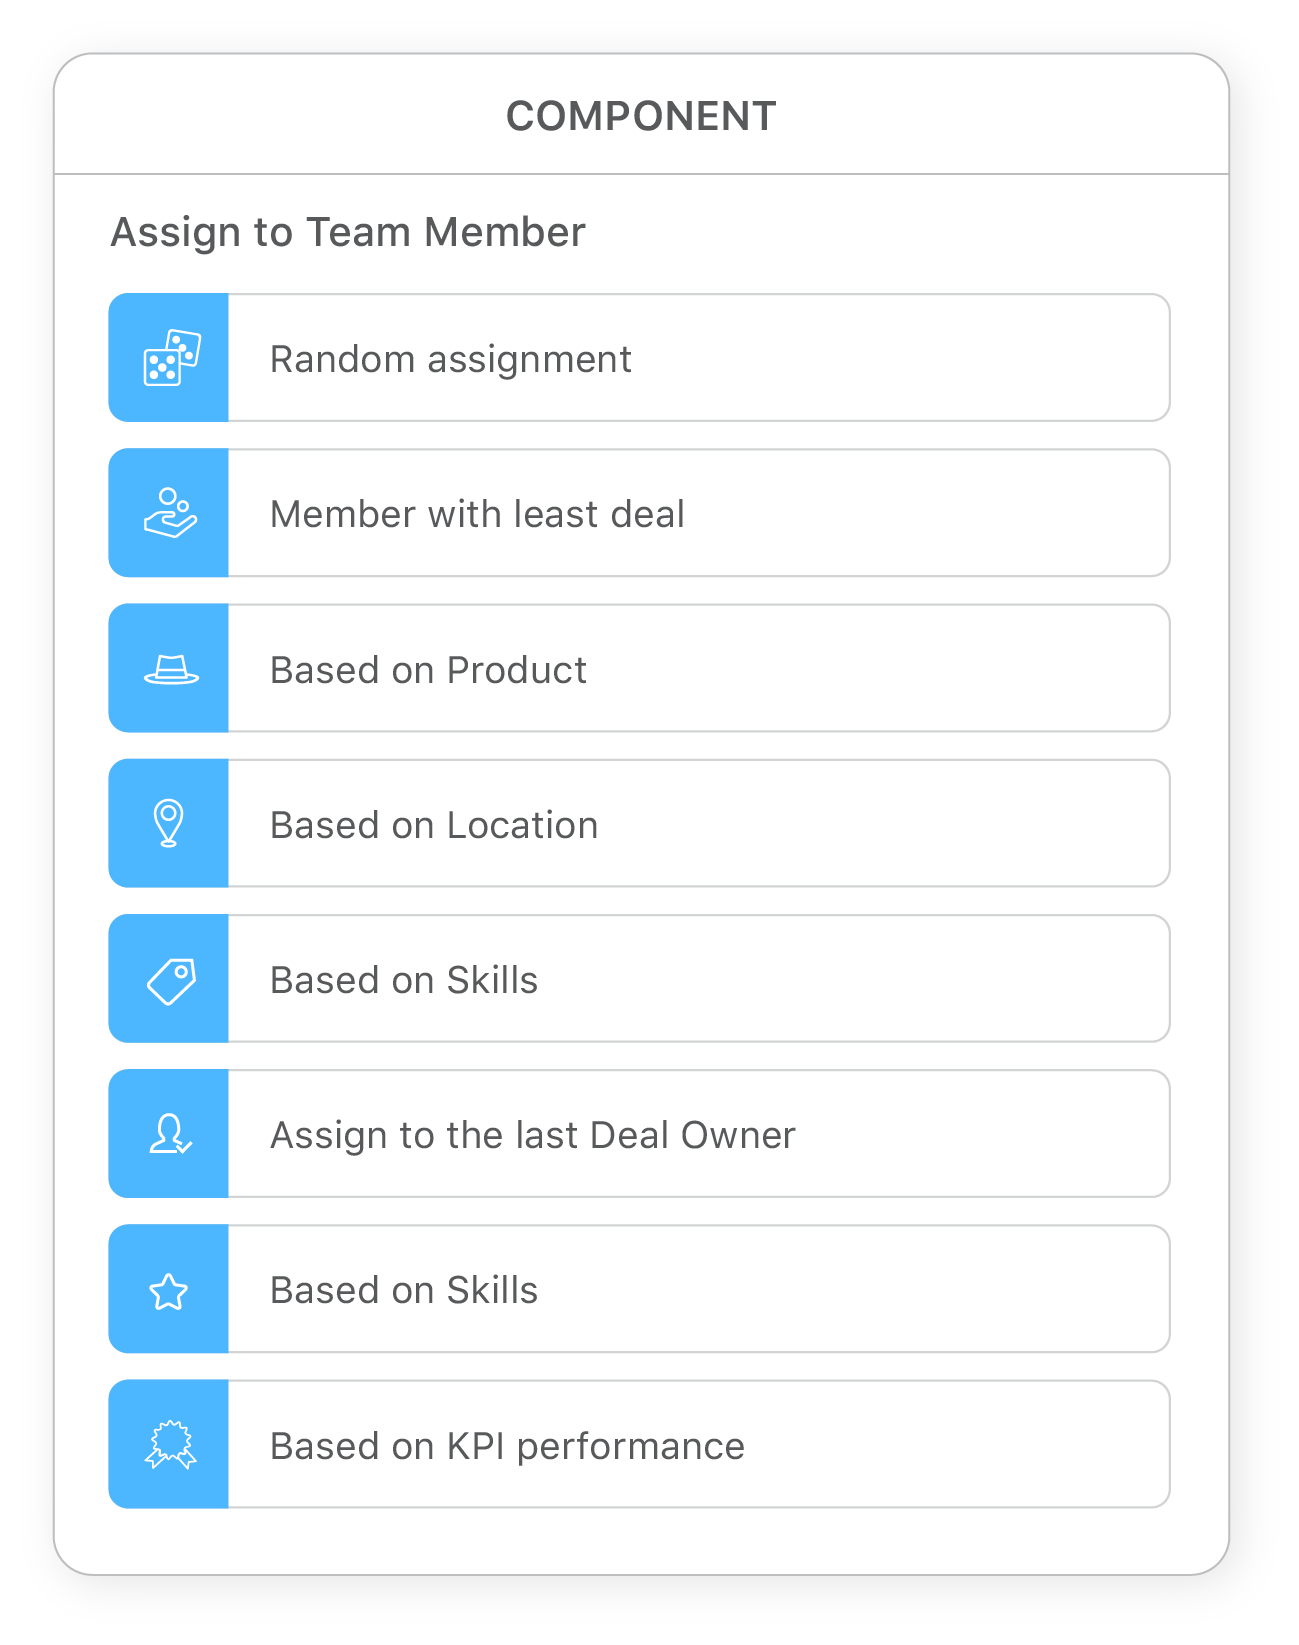 COMPONENT
Assign to Team Member
Random assignment
Member with least deal
Based on Product
Based on Location
Based on Skills
Assign to the last Deal Owner
Based on Skills
Based on KPI performance